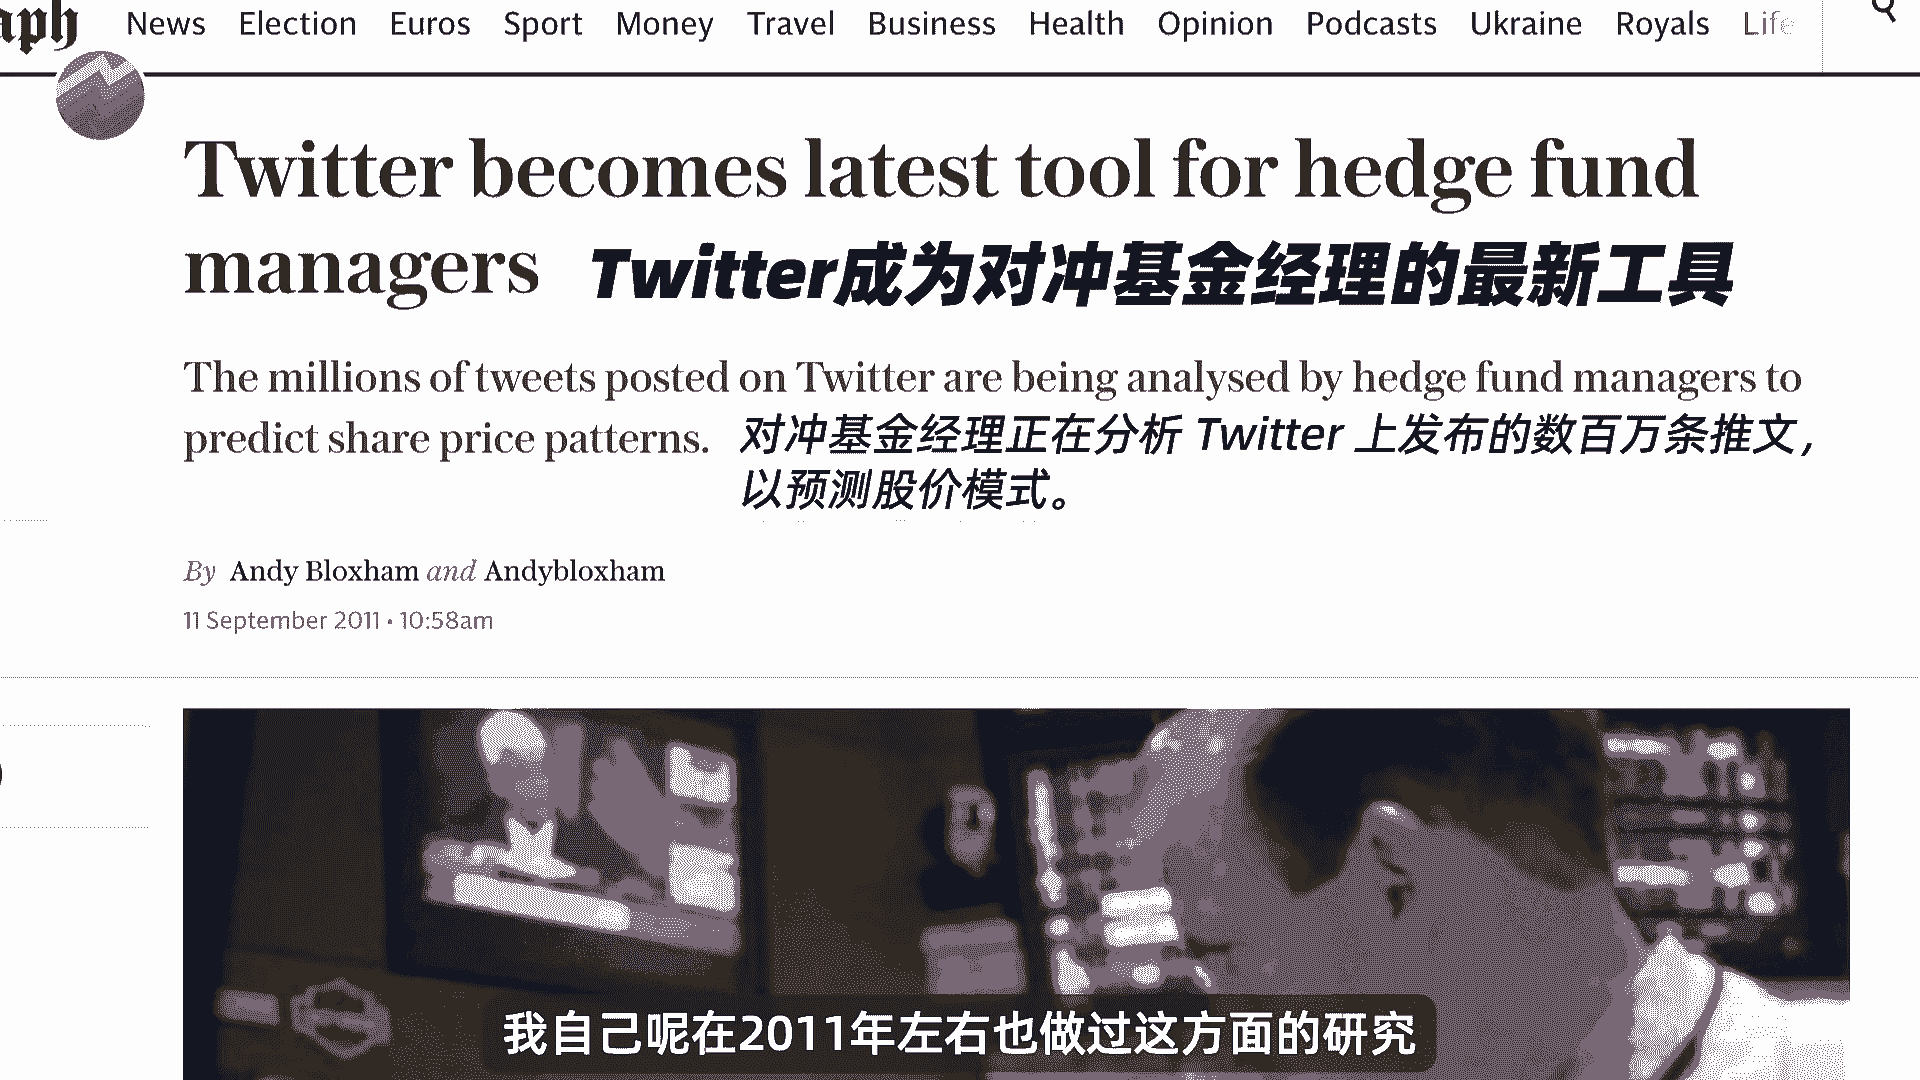 aph News Election Euros Sport Money Travel Business Health Opinion Podcasts Ukraine Royals Life
Twitter becomes latest tool for hedge fund
managers Twitter成为对冲基金经理的最新工具
The millions of tweets posted on Twitter are being analysed by hedge fund managers to
predict share price patterns. 对冲基金经理正在分析 Twitter 上发布的数百万条推文，
以预测股价模式。
By Andy Bloxham and Andybloxham
11 September 2011 • 10:58am
我自己呢在2011年左右也做过这方面的研究